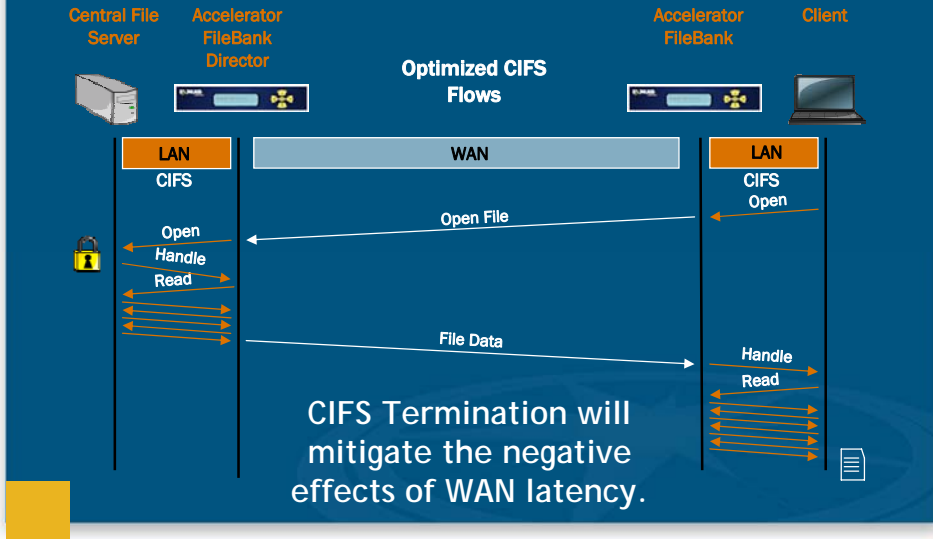 Central File
Server
Accelerator
FileBank
Director
Optimized CIFS
Flows
Accelerator
FileBank
Client
LAN
WAN
LAN
CIFS
CIFS
Open
Open File
Open
Handle
Read
File Data
Handle
Read
CIFS Termination will
mitigate the negative
effects of WAN latency.